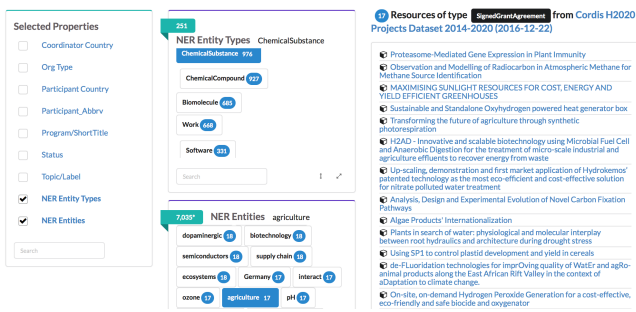 Selected Properties
Coordinator Country
Org Type
Participant Country
Participant_Abbrv
Program/ShortTitle
Status
Topic/Label
NER Entity Types
NER Entities
Search
251
NER Entity Types ChemicalSubstance
ChemicalSubstance 976
ChemicalCompound 927
Biomolecule 685
Work 668
Software 331
Search
7,035*
NER Entities agriculture
dopaminergic 18 biotechnology 18
semiconductors 18 supply chain 18
ecosystems 18 Germany 17 interact 17
ozone 17 agriculture 17 pH 17
17 Resources of type SignedGrantAgreement from Cordis H2020
Projects Dataset 2014-2020 (2016-12-22)
Proteasome-Mediated Gene Expression in Plant Immunity
Observation and Modelling of Radiocarbon in Atmospheric Methane for
Methane Source Identification
MAXIMISING SUNLIGHT RESOURCES FOR COST, ENERGY AND
YIELD EFFICIENT GREENHOUSES
Sustainable and Standalone Oxyhydrogen powered heat generator box
Transforming the future of agriculture through synthetic
photorespiration
H2AD - Innovative and scalable biotechnology using Microbial Fuel Cell
and Anaerobic Digestion for the treatment of micro-scale industrial and
agriculture effluents to recover energy from waste
Up-scaling, demonstration and first market application of Hydrokemos'
patented technology as the most eco-efficient and cost-effective solution
for nitrate polluted water treatment
Analysis, Design and Experimental Evolution of Novel Carbon Fixation
Pathways
Algae Products' Internationalization
Plants in search of water: physiological and molecular interplay
between root hydraulics and architecture during drought stress
Using SP1 to control plastid development and yield in cereals
de-FLuoridation technologies for imprOving quality of WatEr and agRo-
animal products along the East African Rift Valley in the context of
aDaptation to climate change.
On-site, on-demand Hydrogen Peroxide Generation for a cost-effective,
eco-friendly and safe biocide and oxygenator